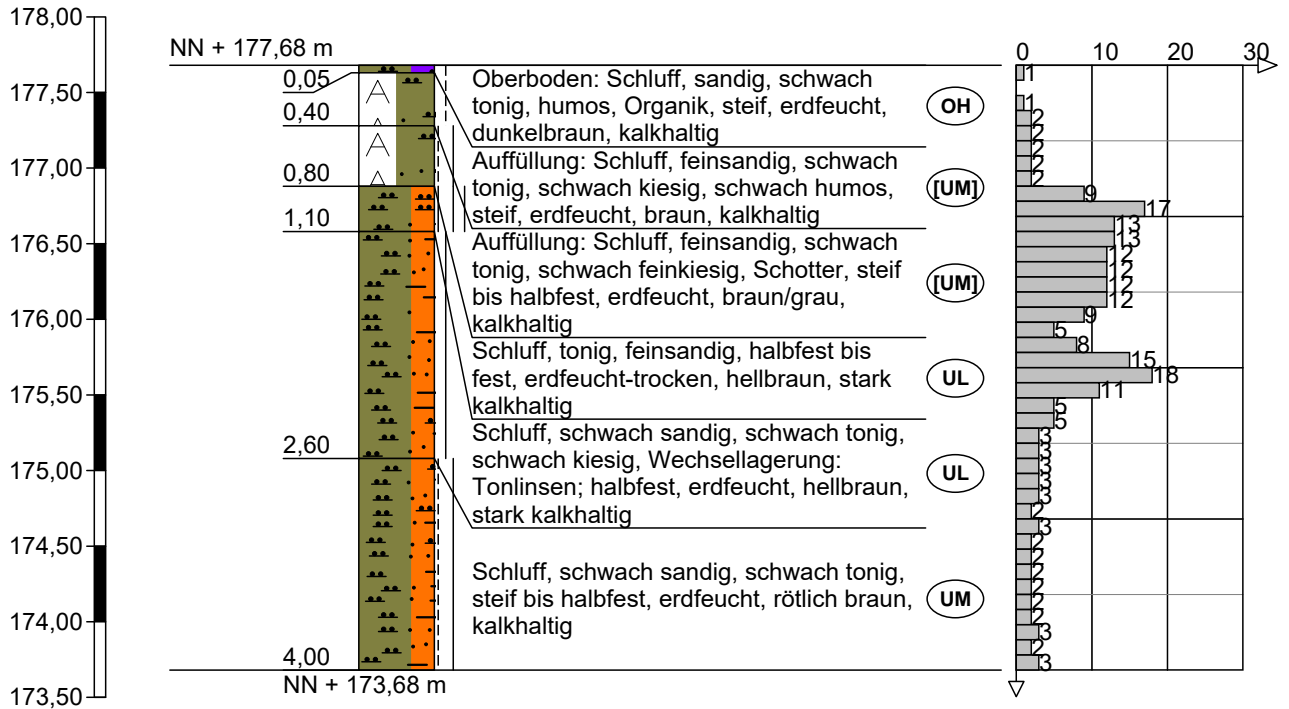 178,00
177,50
177,00
176,50
176,00
175,50
175,00
174,50
174,00
173,50
NN + 177,68 m
0,05
0,40
0,80
1,10
2,60
4,00
NN + 173,68 m
A
A
Oberboden: Schluff, sandig, schwach
tonig, humos, Organik, steif, erdfeucht,
dunkelbraun, kalkhaltig
OH
Auffüllung: Schluff, feinsandig, schwach
tonig, schwach kiesig, schwach humos,
steif, erdfeucht, braun, kalkhaltig
[UM]
Auffüllung: Schluff, feinsandig, schwach
tonig, schwach feinkiesig, Schotter, steif
bis halbfest, erdfeucht, braun/grau,
kalkhaltig
[UM]
Schluff, tonig, feinsandig, halbfest bis
fest, erdfeucht-trocken, hellbraun, stark
kalkhaltig
UL
Schluff, schwach sandig, schwach tonig,
schwach kiesig, Wechsellagerung:
Tonlinsen; halbfest, erdfeucht, hellbraun,
stark kalkhaltig
UL
Schluff, schwach sandig, schwach tonig,
steif bis halbfest, erdfeucht, rötlich braun,
kalkhaltig
UM
0 10 20 30
1
1
2
2
2
2
2
9
17
13
13
12
12
12
12
9
5
8
15
18
11
5
5
3
3
3
3
3
2
3
2
2
2
2
2
2
3
2
3